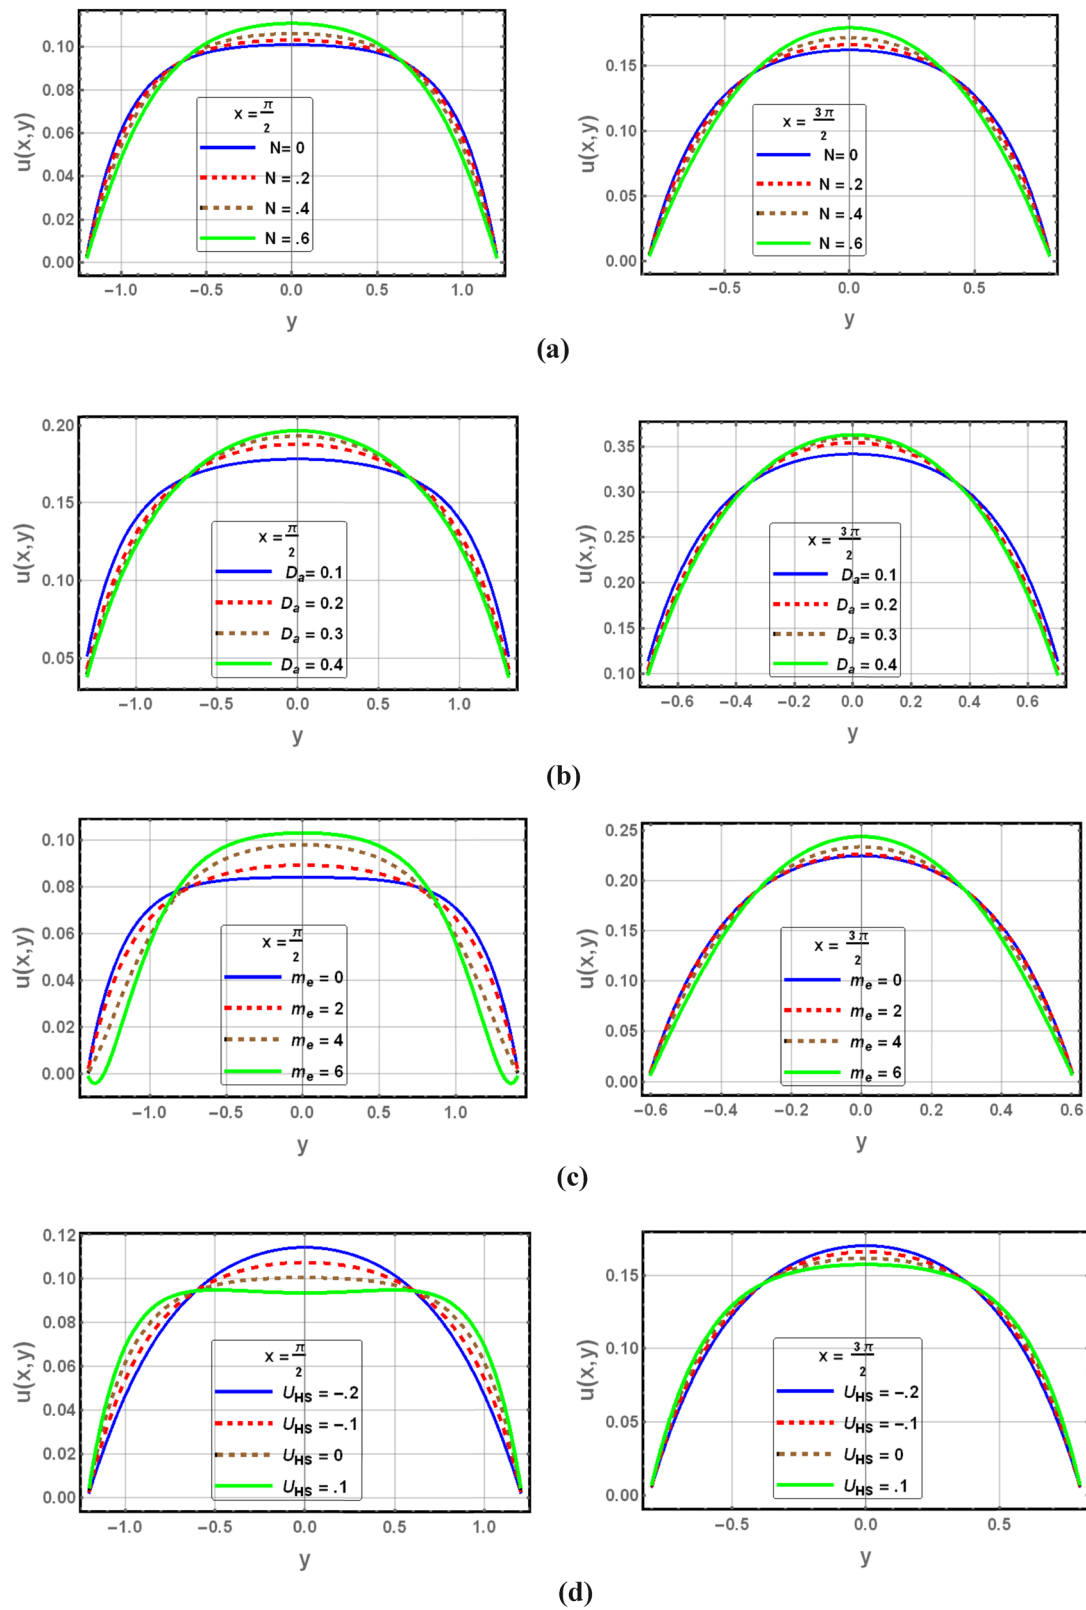 0.10
0.08
0.06
0.04
0.02
0.00
u(x,y)
x = π/2
N= 0
N = .2
N = .4
N = .6
−1.0 −0.5 0.0 0.5 1.0
y
0.15
0.10
0.05
0.00
u(x,y)
x = 3π/2
N= 0
N = .2
N = .4
N = .6
−0.5 0.0 0.5
y
(a)
0.20
0.15
0.10
0.05
u(x,y)
x = π/2
Da= 0.1
Da = 0.2
Da = 0.3
Da = 0.4
−1.0 −0.5 0.0 0.5 1.0
y
0.35
0.30
0.25
0.20
0.15
0.10
u(x,y)
x = 3π/2
Da= 0.1
Da = 0.2
Da = 0.3
Da = 0.4
−0.6 −0.4 −0.2 0.0 0.2 0.4 0.6
y
(b)
0.10
0.08
0.06
0.04
0.02
0.00
u(x,y)
x = π/2
me = 0
me = 2
me = 4
me = 6
−1.0 −0.5 0.0 0.5 1.0
y
0.25
0.20
0.15
0.10
0.05
0.00
u(x,y)
x = 3π/2
me = 0
me = 2
me = 4
me = 6
−0.6 −0.4 −0.2 0.0 0.2 0.4 0.6
y
(c)
0.12
0.10
0.08
0.06
0.04
0.02
0.00
u(x,y)
x = π/2
UHS = −.2
UHS = −.1
UHS = 0
UHS = .1
−1.0 −0.5 0.0 0.5 1.0
y
0.15
0.10
0.05
0.00
u(x,y)
x = 3π/2
UHS = −.2
UHS = −.1
UHS = 0
UHS = .1
−0.5 0.0 0.5
y
(d)